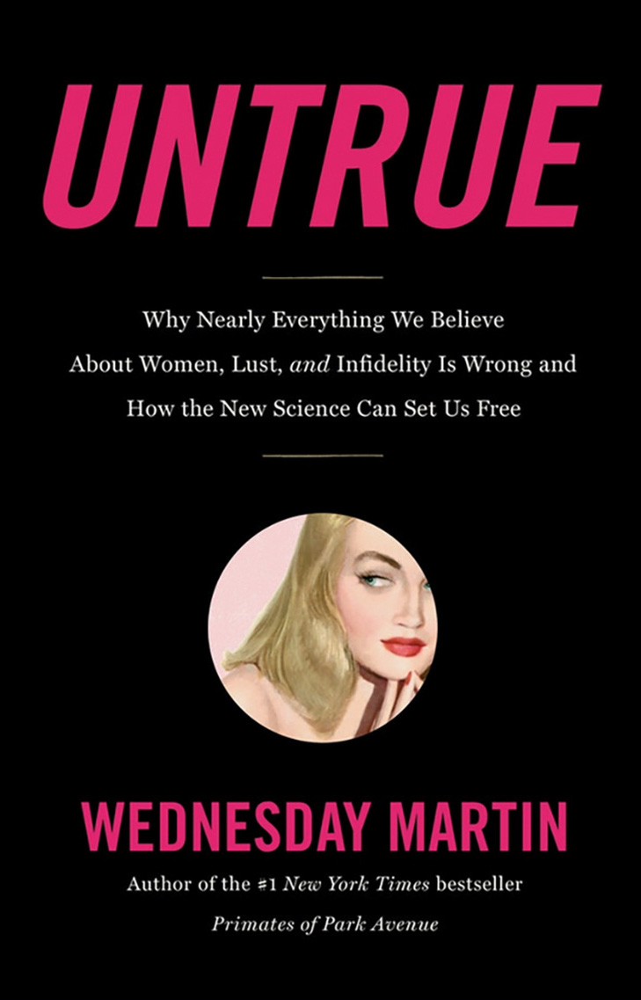 UNTRUE
Why Nearly Everything We Believe
About Women, Lust, and Infidelity Is Wrong and
How the New Science Can Set Us Free
WEDNESDAY MARTIN
Author of the #1 New York Times bestseller
Primates of Park Avenue